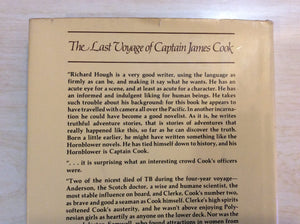 The Last Voyage of Captain James Cook
"Richard Hough is a very good writer, using the language as
firmly as can be, and making it say what he wants. He has an
acute eye for a scene, and at least as acute for a character. He
has an informed and indulgent liking for human beings. He takes
such trouble about his background: for this book he appears to
have travelled with camera all over the Pacific. In another incarna-
tion he could have become a good novelist. As it is, he writes
truthful adventure stories, that is stories of adventures that
really happened like this, so far as he can discover the truth.
Born a little earlier, he might have written something like the
Hornblower novels. He has tied himself down to history, and his
Hornblower is Captain Cook.
". . . it is surprising what an interesting crowd Cook's officers
were.
"Two of the nicest died of TB during the four-year voyage—
Anderson, the Scotch doctor, a wise and humane scientist, the
most stable influence on board, and Clerke, Cook's number two,
as brave and good a seaman as Cook himself. Clerke's high spirits
softened Cook's austerity, and he wasn't above enjoying Poly-
nesian girls as heartily as anyone on the lower deck. Nor was the
found attractions in women from